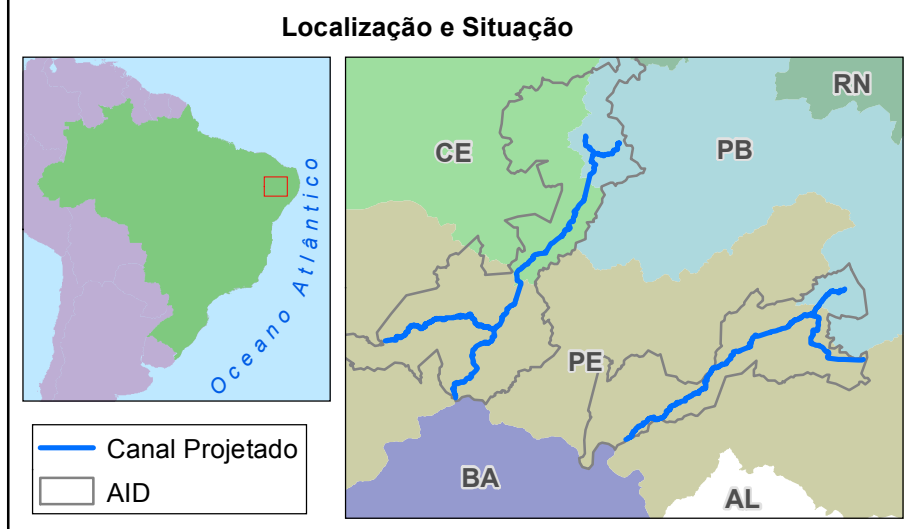 Localização e Situação
Oceano Atlântico
CE
RN
PB
PE
BA
AL
Canal Projetado
AID